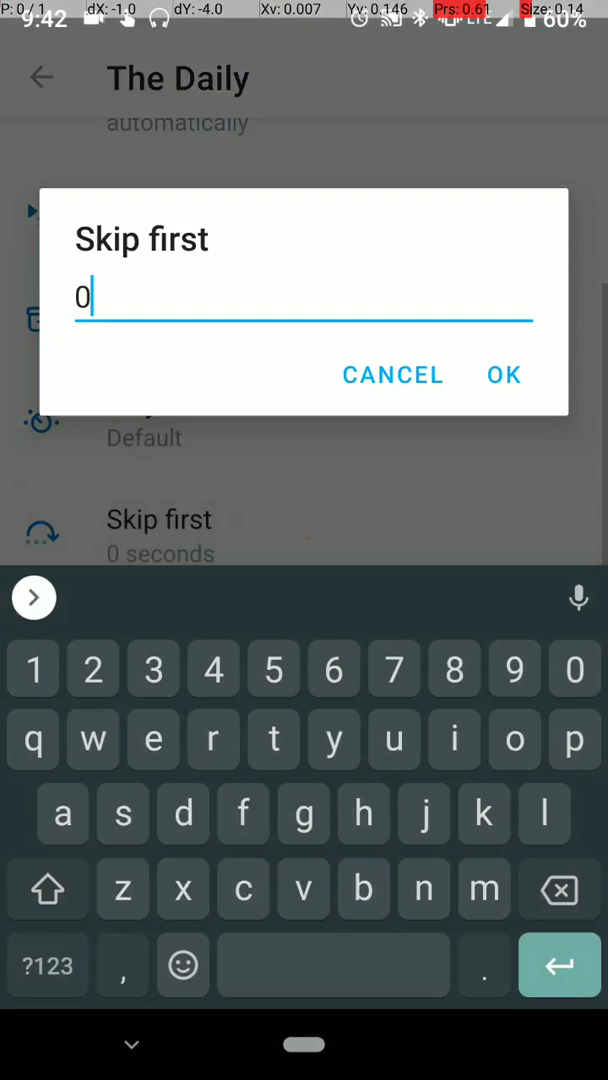 P: 0 / 1 dX: -1.0 dY: -4.0 Xv: 0.007 Yv: 0.146 Prs: 0.61 Size: 0.14
9:42 LTE 60%
The Daily
automatically
Skip first
0
CANCEL OK
Default
Skip first
0 seconds
1 2 3 4 5 6 7 8 9 0
q w e r t y u i o p
a s d f g h j k l
z x c v b n m
?123 , .